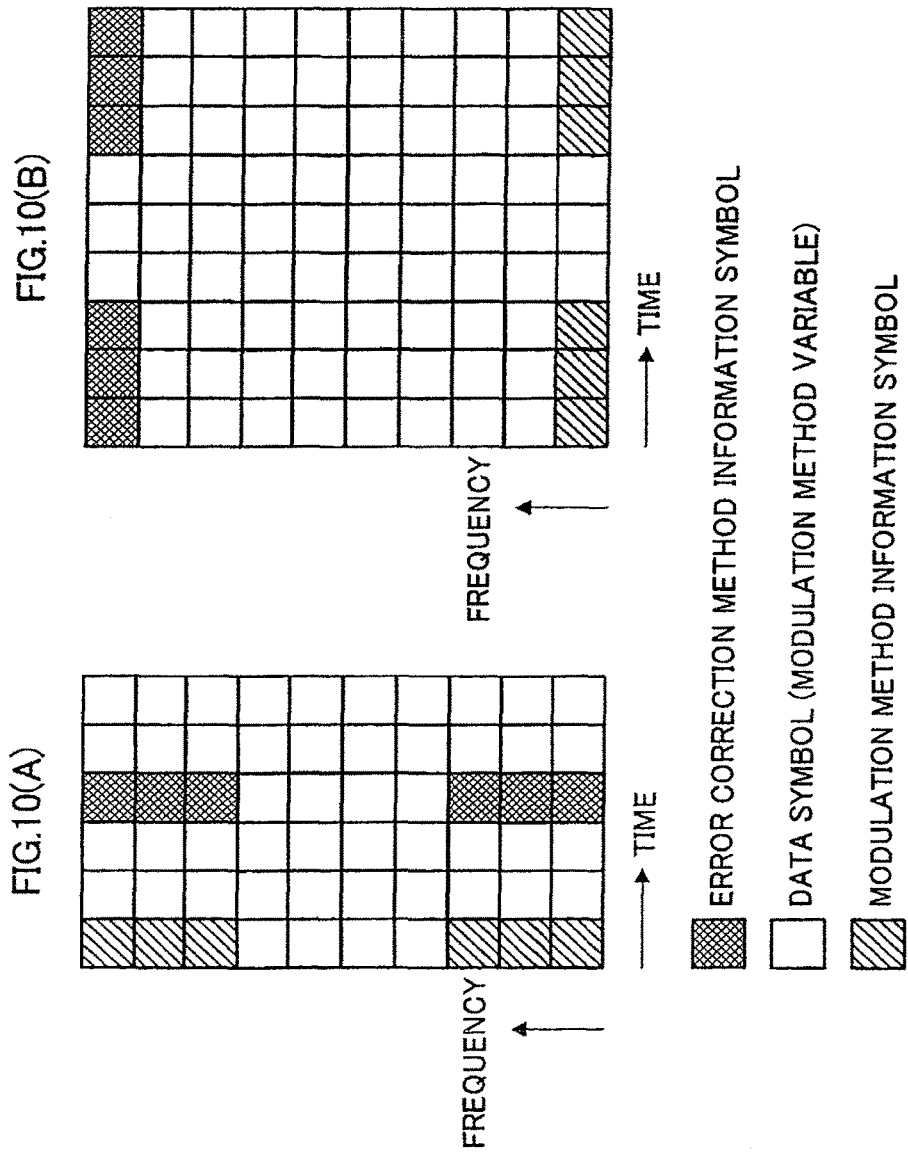 FIG.10(A)
FREQUENCY
TIME
FIG.10(B)
FREQUENCY
TIME
ERROR CORRECTION METHOD INFORMATION SYMBOL
DATA SYMBOL (MODULATION METHOD VARIABLE)
MODULATION METHOD INFORMATION SYMBOL